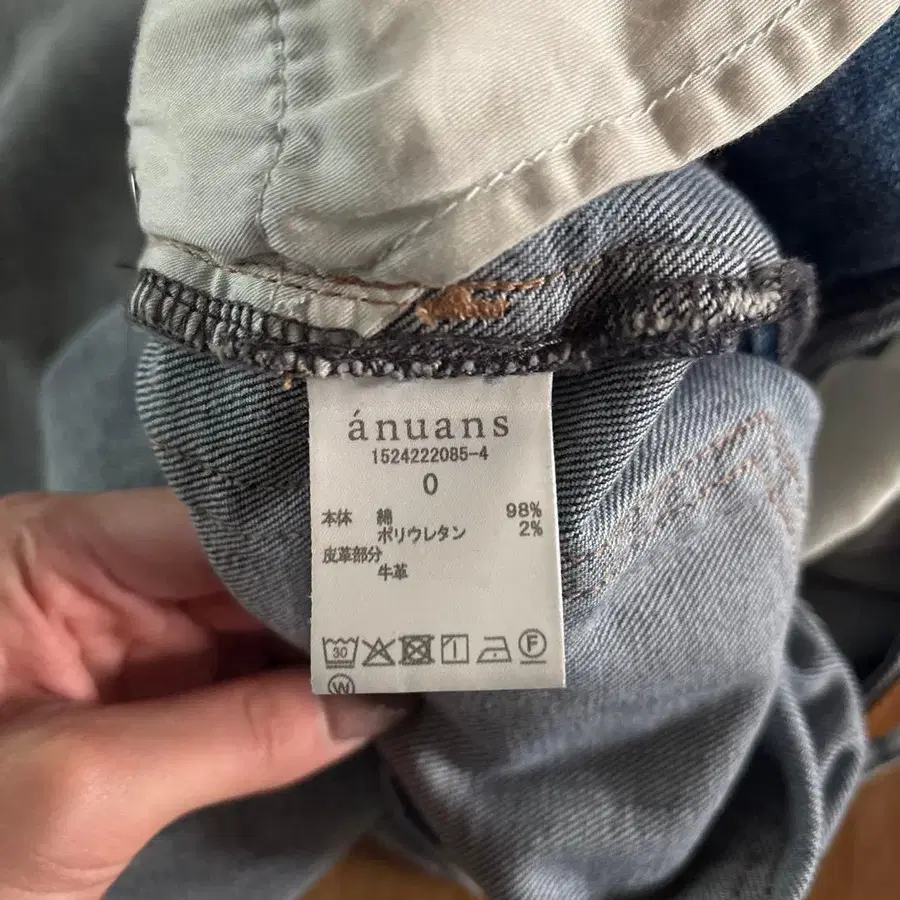 ánuans
1524222085-4
0
本体 綿 98%
ポリウレタン 2%
皮革部分
牛革
30
F
W